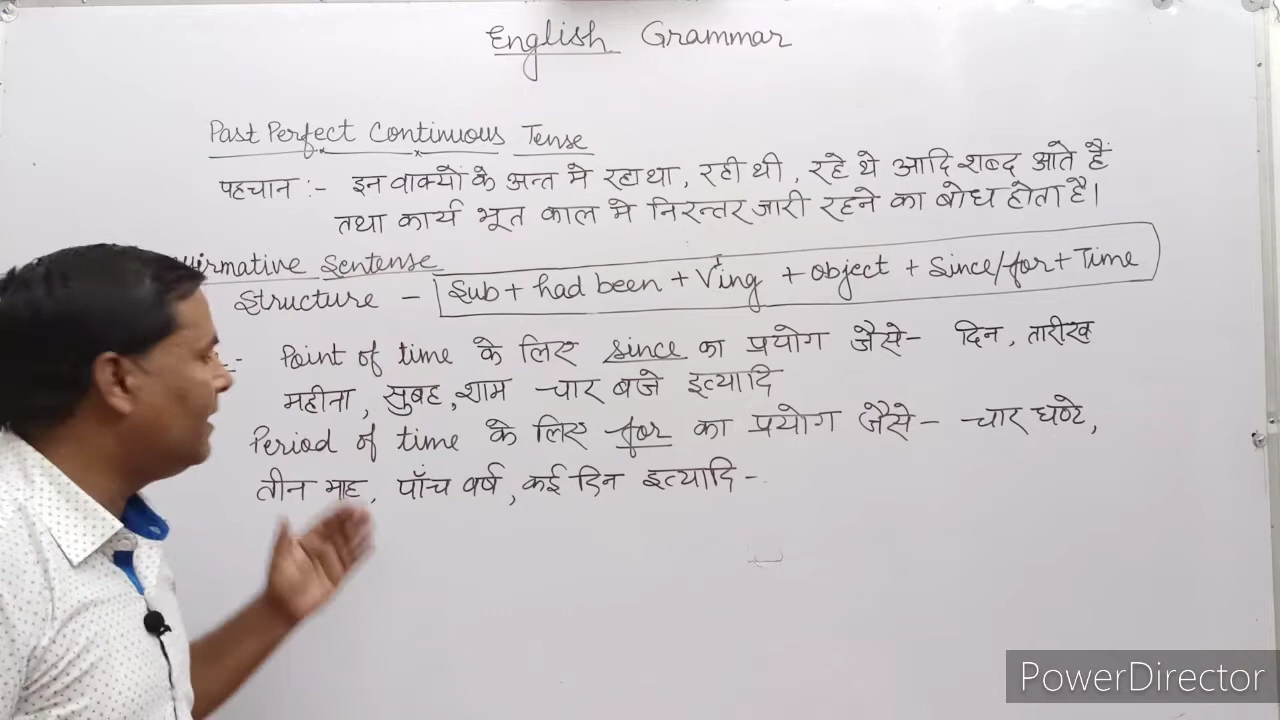 English Grammar
Past Perfect Continuous Tense
पहचान :- इन वाक्यों के अन्त मे रहा था, रही थी, रहे थे आदि शब्द आते हैं
तथा कार्य भूत काल मे निरन्तर जारी रहने का बोध होता है।
Sentence
Structure - Sub + had been + Ving + object + Since/for + Time
Point of time के लिए since का प्रयोग जैसे- दिन, तारीख
महीना, सुबह, शाम चार बजे इत्यादि
Period of time के लिए for का प्रयोग जैसे- चार घण्टे,
तीन माह, पाँच वर्ष, कई दिन इत्यादि -
PowerDirector